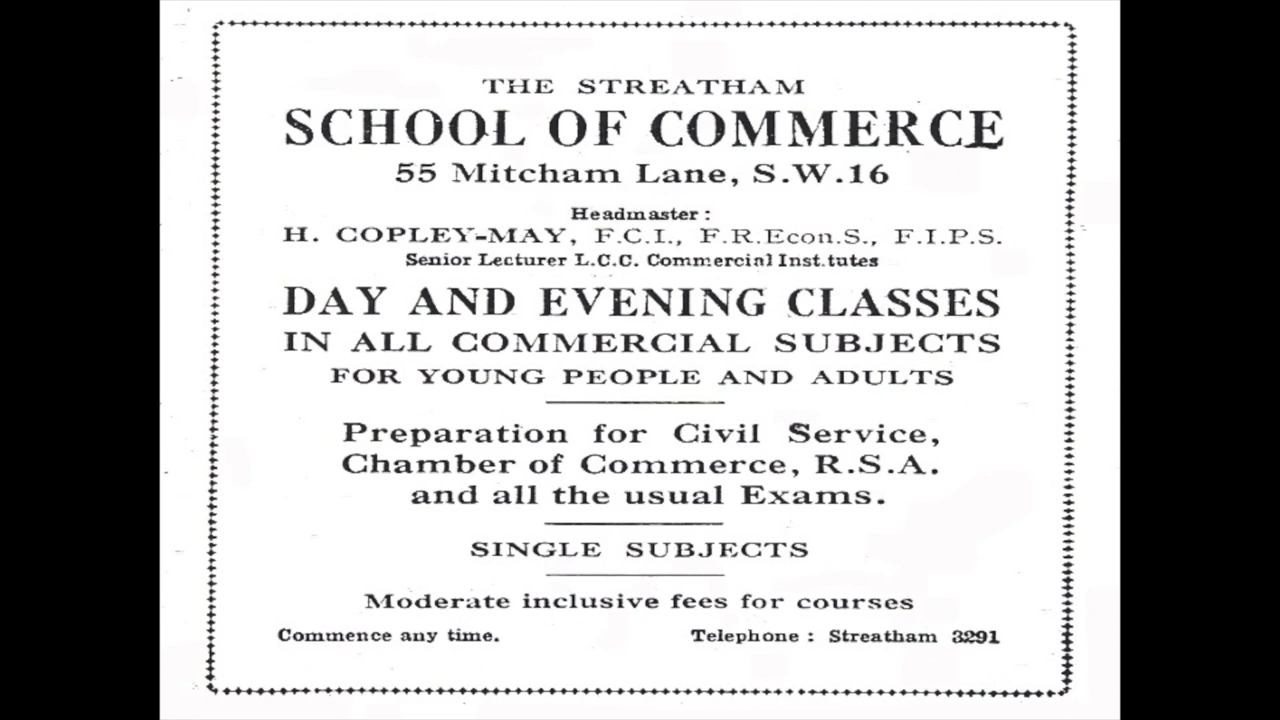 THE STREATHAM
SCHOOL OF COMMERCE
55 Mitcham Lane, S.W.16
Headmaster :
H. COPLEY-MAY, F.C.I., F.R.Econ.S., F.I.P.S.
Senior Lecturer L.C.C. Commercial Inst.tutes
DAY AND EVENING CLASSES
IN ALL COMMERCIAL SUBJECTS
FOR YOUNG PEOPLE AND ADULTS
Preparation for Civil Service,
Chamber of Commerce, R.S.A.
and all the usual Exams.
SINGLE SUBJECTS
Moderate inclusive fees for courses
Commence any time. Telephone : Streatham 3291